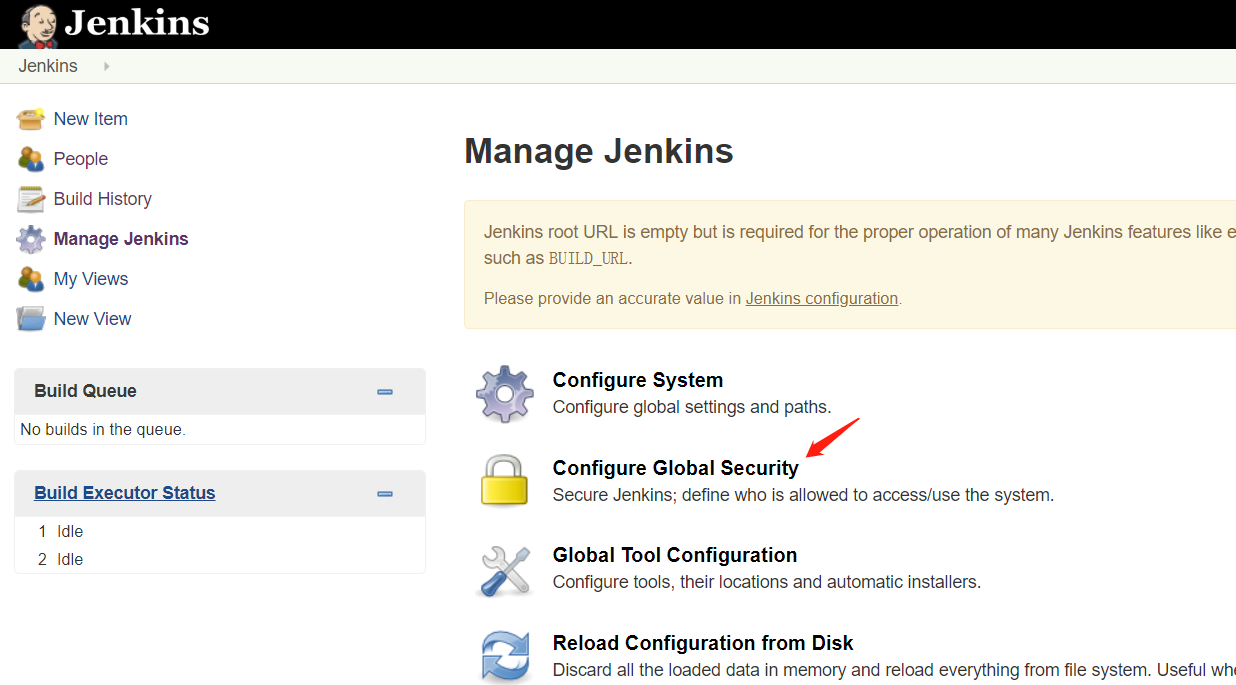 Jenkins
Jenkins
New Item
People
Build History
Manage Jenkins
My Views
New View
Build Queue
No builds in the queue.
Build Executor Status
1 Idle
2 Idle
Manage Jenkins
Jenkins root URL is empty but is required for the proper operation of many Jenkins features like e
such as BUILD_URL.
Please provide an accurate value in Jenkins configuration.
Configure System
Configure global settings and paths.
Configure Global Security
Secure Jenkins; define who is allowed to access/use the system.
Global Tool Configuration
Configure tools, their locations and automatic installers.
Reload Configuration from Disk
Discard all the loaded data in memory and reload everything from file system. Useful whe